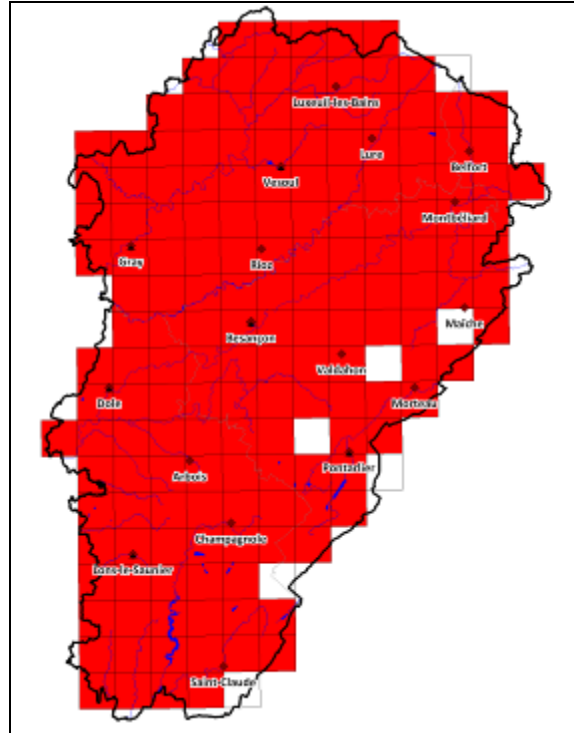 Luxeuil-les-Bains
Lure
Belfort
Vesoul
Montbéliard
Gray
Rioz
Maîche
Besançon
Valdahon
Dole
Morteau
Pontarlier
Arbois
Champagnole
Lons-le-Saunier
Saint-Claude